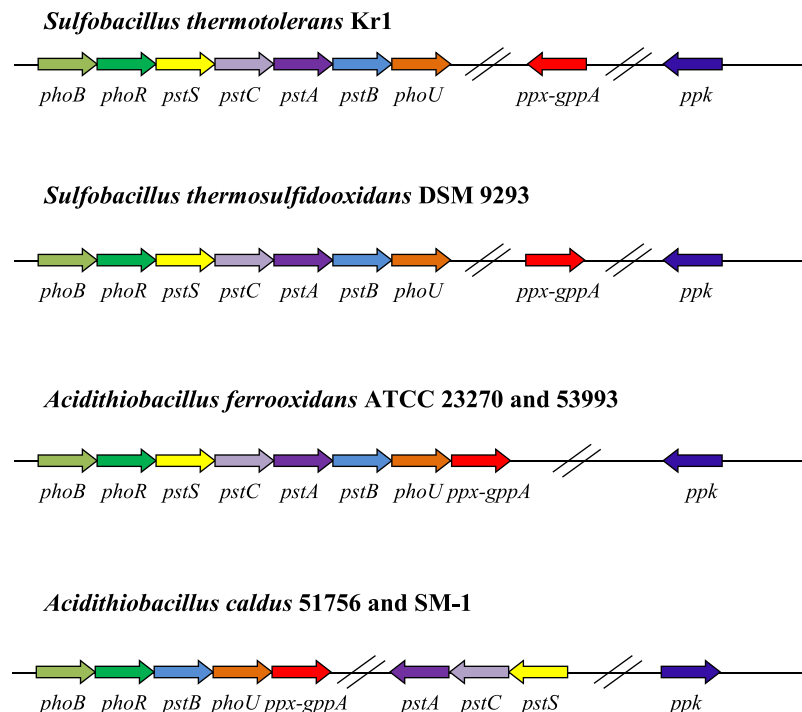 Sulfobacillus thermotolerans Kr1
phoB phoR pstS pstC pstA pstB phoU ppx-gppA ppk
Sulfobacillus thermosulfidooxidans DSM 9293
phoB phoR pstS pstC pstA pstB phoU ppx-gppA ppk
Acidithiobacillus ferrooxidans ATCC 23270 and 53993
phoB phoR pstS pstC pstA pstB phoU ppx-gppA ppk
Acidithiobacillus caldus 51756 and SM-1
phoB phoR pstB phoU ppx-gppA pstA pstC pstS ppk